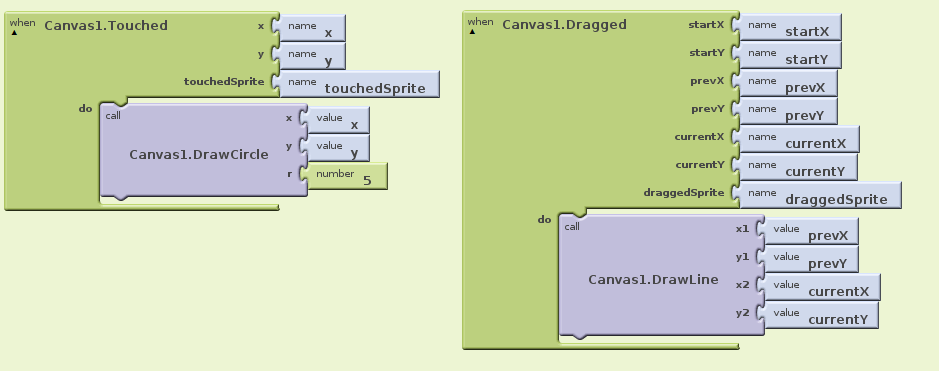 when Canvas1.Touched x name x
y name y
touchedSprite name touchedSprite
do call Canvas1.DrawCircle x value x
y value y
r number 5
when Canvas1.Dragged startX name startX
startY name startY
prevX name prevX
prevY name prevY
currentX name currentX
currentY name currentY
draggedSprite name draggedSprite
do call Canvas1.DrawLine x1 value prevX
y1 value prevY
x2 value currentX
y2 value currentY